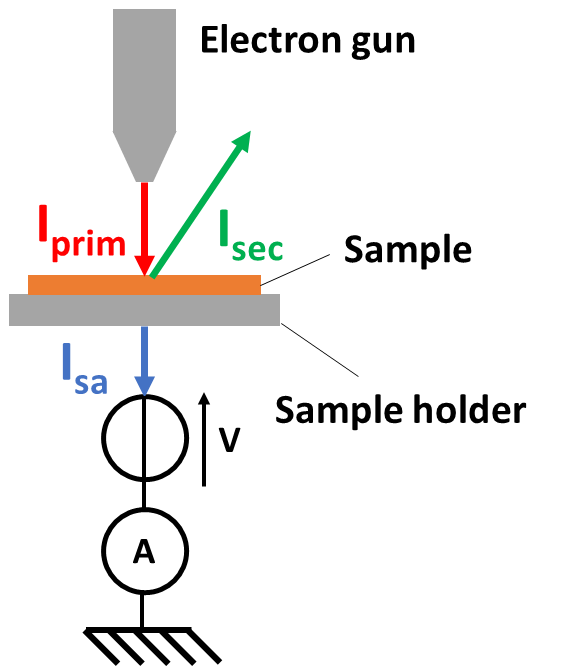 Electron gun
Iprim
Isec
Sample
Isa
Sample holder
V
A